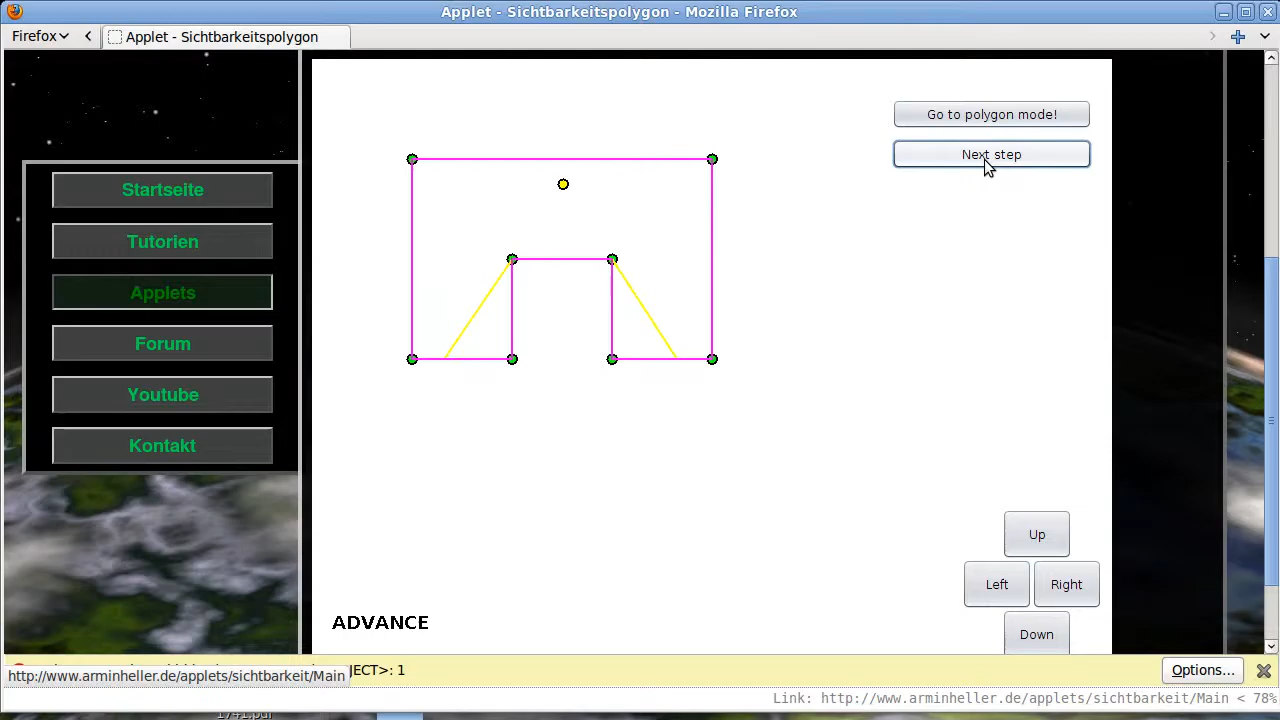 Applet - Sichtbarkeitspolygon - Mozilla Firefox
Firefox
Applet - Sichtbarkeitspolygon
Startseite
Tutorien
Applets
Forum
Youtube
Kontakt
Go to polygon mode!
Next step
Up
Left Right
Down
ADVANCE
JECT>: 1
Options...
http://www.arminheller.de/applets/sichtbarkeit/Main
Link: http://www.arminheller.de/applets/sichtbarkeit/Main < 78%
1741.pdf